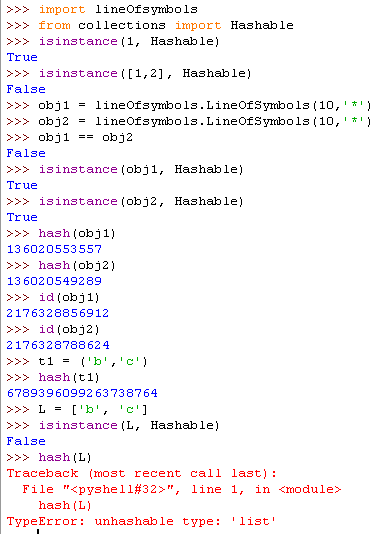 >>> import lineOfsymbols
>>> from collections import Hashable
>>> isinstance(1, Hashable)
True
>>> isinstance([1,2], Hashable)
False
>>> obj1 = lineOfsymbols.LineOfSymbols(10,'*')
>>> obj2 = lineOfsymbols.LineOfSymbols(10,'*')
>>> obj1 == obj2
False
>>> isinstance(obj1, Hashable)
True
>>> isinstance(obj2, Hashable)
True
>>> hash(obj1)
136020553557
>>> hash(obj2)
136020549289
>>> id(obj1)
2176328856912
>>> id(obj2)
2176328788624
>>> t1 = ('b','c')
>>> hash(t1)
6789396099263738764
>>> L = ['b', 'c']
>>> isinstance(L, Hashable)
False
>>> hash(L)
Traceback (most recent call last):
  File "<pyshell#32>", line 1, in <module>
    hash(L)
TypeError: unhashable type: 'list'
>>>